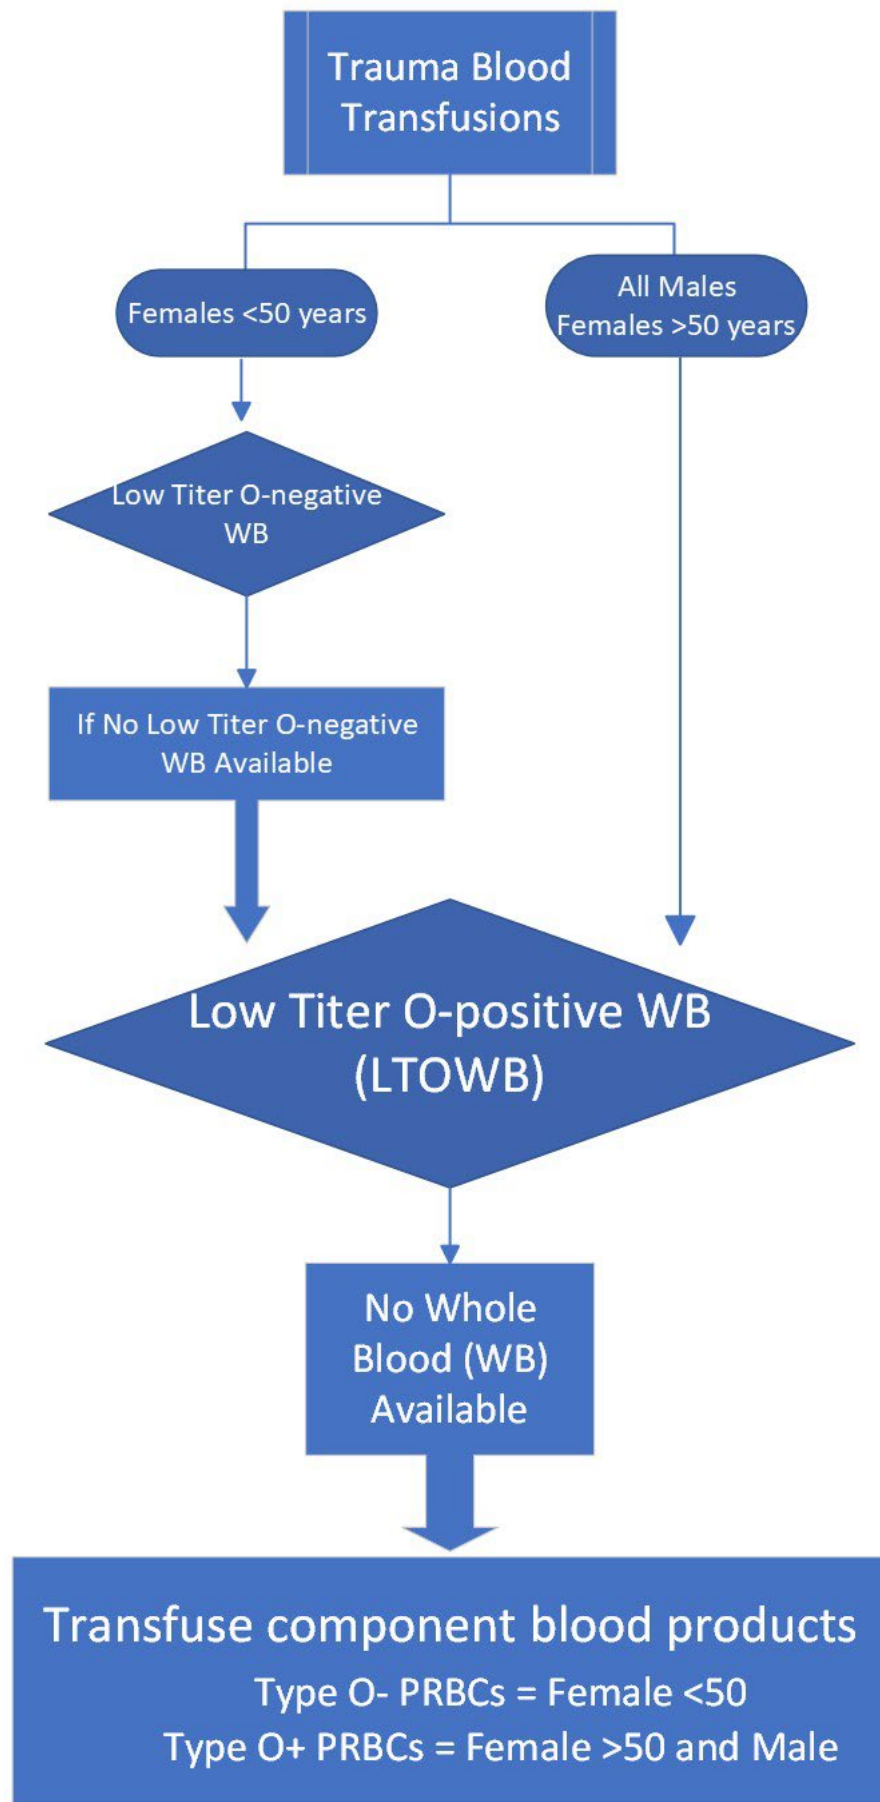 Trauma Blood
Transfusions
Females <50 years
All Males
Females >50 years
Low Titer O-negative
WB
If No Low Titer O-negative
WB Available
Low Titer O-positive WB
(LTOWB)
No Whole
Blood (WB)
Available
Transfuse component blood products
Type O- PRBCs = Female <50
Type O+ PRBCs = Female >50 and Male